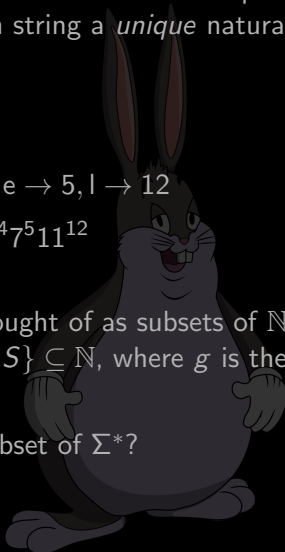 string a unique natura
e → 5, l → 12
⁴7⁵11¹²
ought of as subsets of ℕ
S} ⊆ ℕ, where g is the
bset of Σ*?